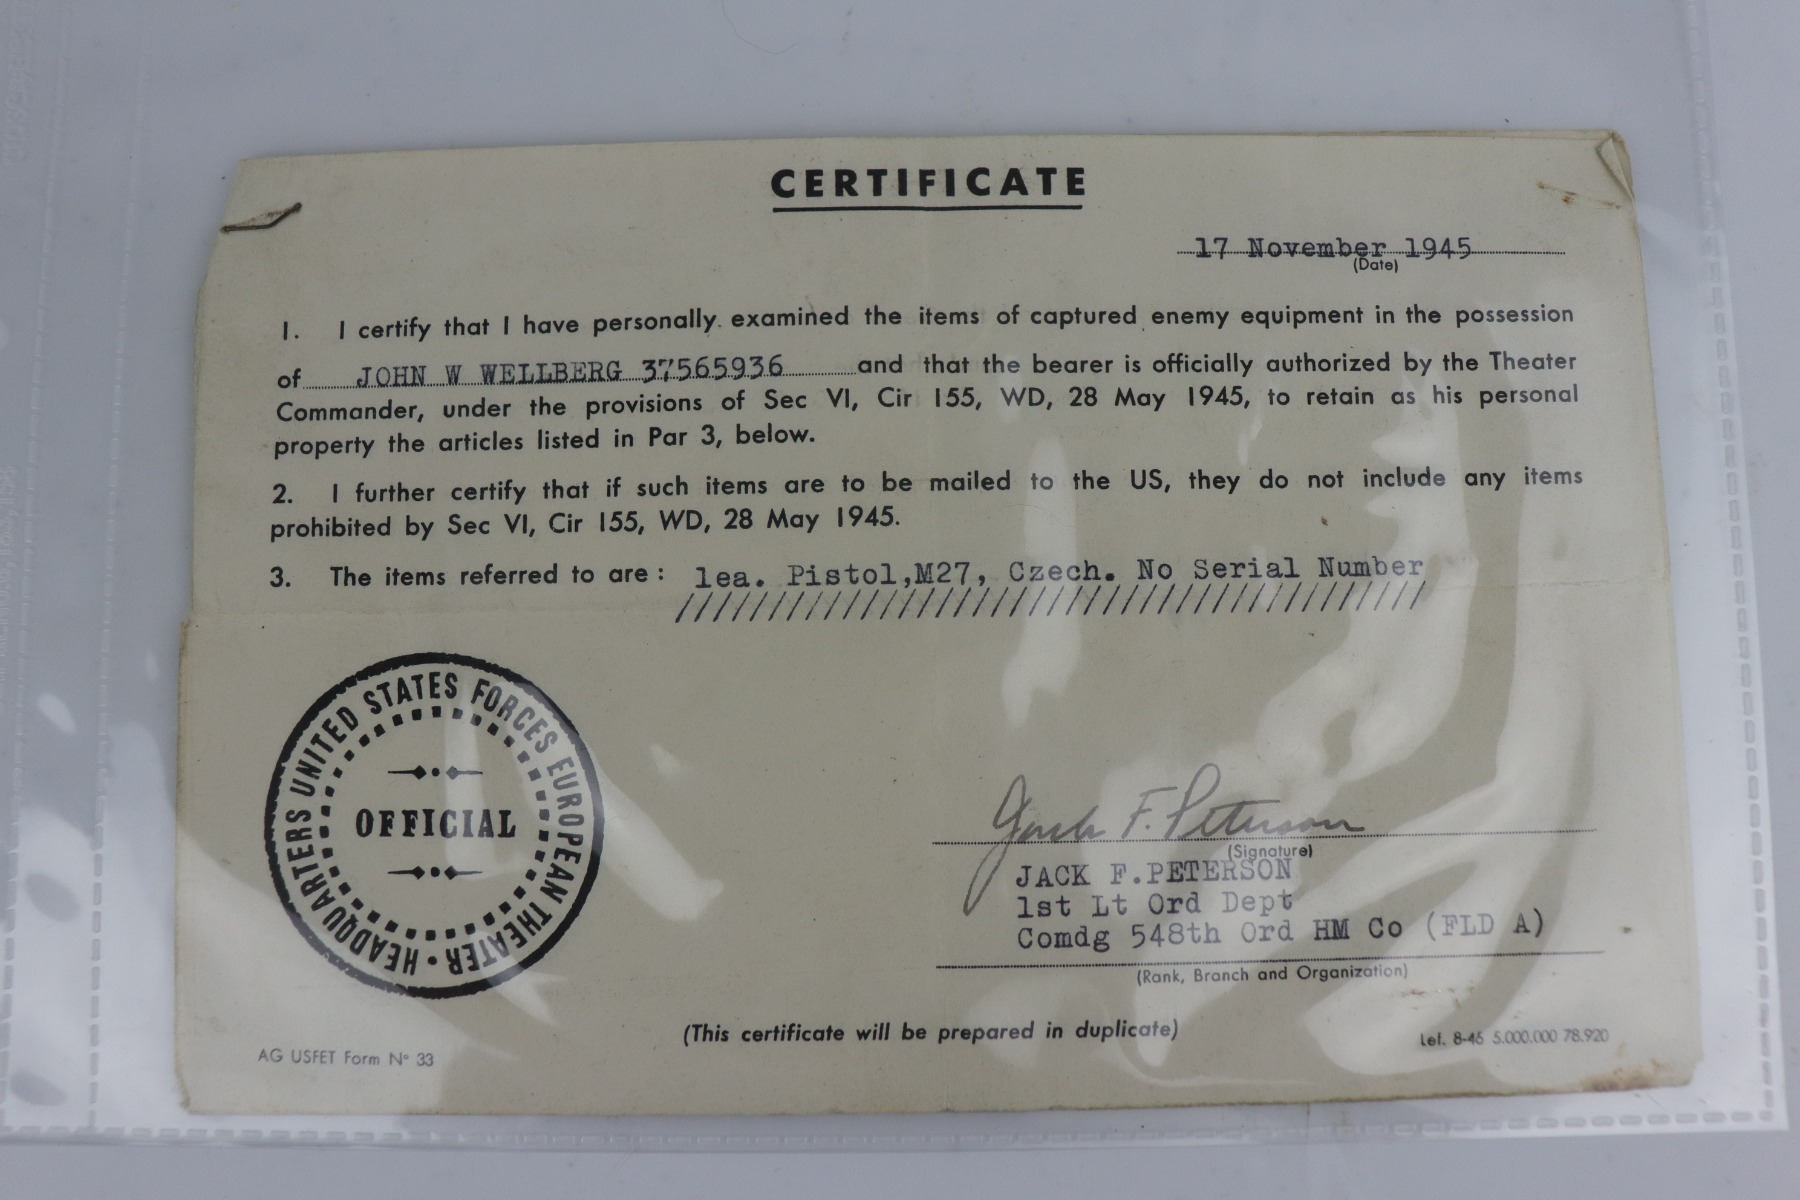 CERTIFICATE
17 November 1945
(Date)
1. I certify that I have personally examined the items of captured enemy equipment in the possession
of JOHN W WELLBERG 37565936 and that the bearer is officially authorized by the Theater
Commander, under the provisions of Sec VI, Cir 155, WD, 28 May 1945, to retain as his personal
property the articles listed in Par 3, below.
2. I further certify that if such items are to be mailed to the US, they do not include any items
prohibited by Sec VI, Cir 155, WD, 28 May 1945.
3. The items referred to are: 1ea. Pistol,M27, Czech. No Serial Number
////////////////////////////////////////////////
HEADQUARTERS UNITED STATES FORCES EUROPEAN THEATER •
OFFICIAL
Jack F. Peterson
(Signature)
JACK F.PETERSON
1st Lt Ord Dept
Comdg 548th Ord HM Co (FLD A)
(Rank, Branch and Organization)
(This certificate will be prepared in duplicate)
AG USFET Form Nº 33
Lef. 8-45 5.000.000 78.920